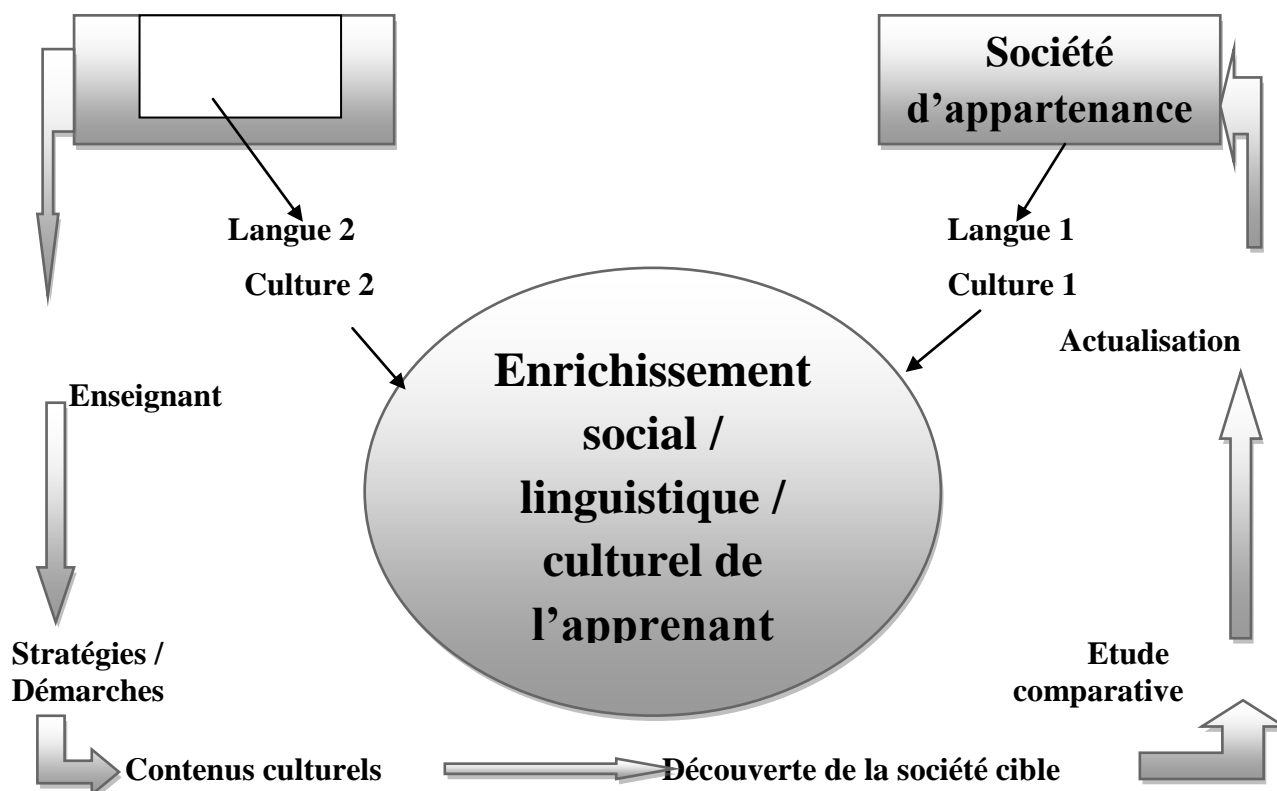 Société
d’appartenance
Langue 2
Langue 1
Culture 2
Culture 1
Actualisation
Enrichissement
social /
linguistique /
culturel de
l’apprenant
Enseignant
Stratégies /
Démarches
Etude
comparative
Contenus culturels
Découverte de la société cible